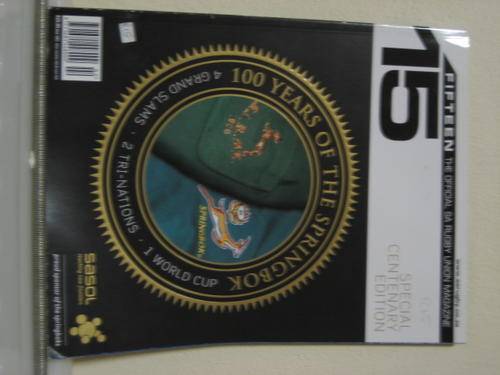 15
FIFTEEN THE OFFICIAL SA RUGBY UNION MAGAZINE
SPECIAL
CENTENARY
EDITION
100 YEARS OF THE SPRINGBOK
4 GRAND SLAMS · 2 TRI-NATIONS · 1 WORLD CUP
SPRINGBOKS
sasol
proud sponsor of the springboks